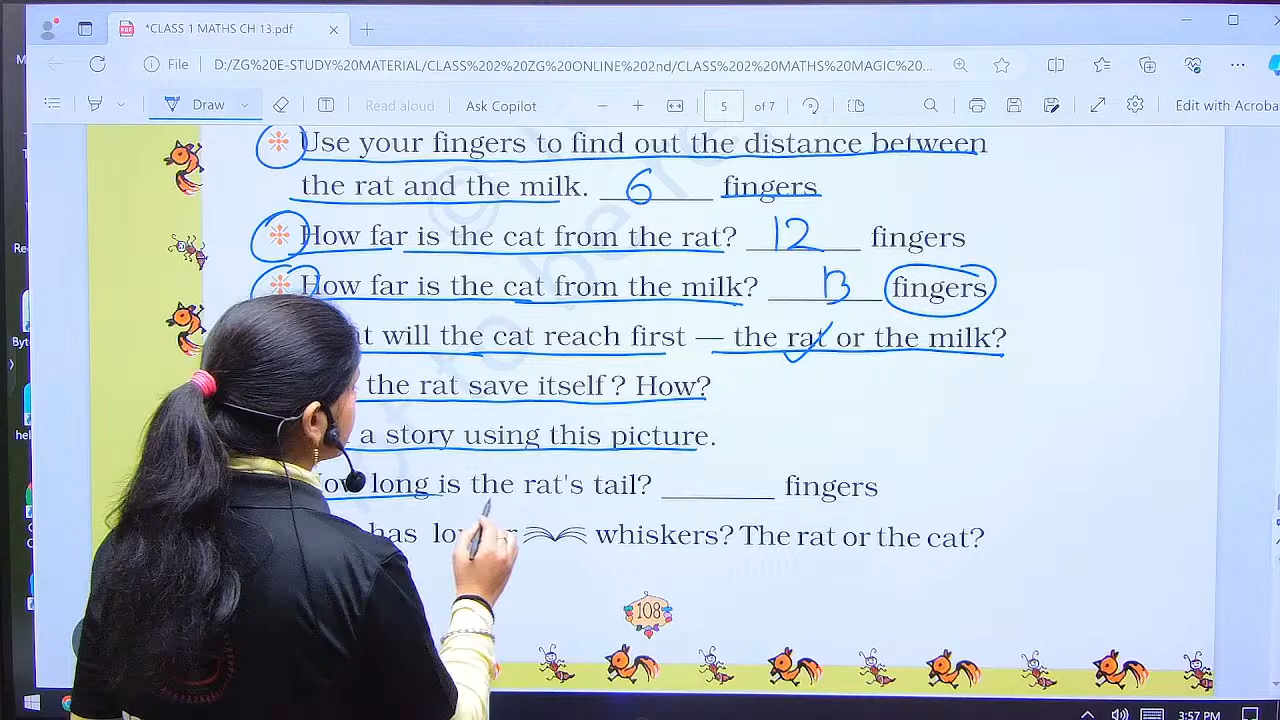 *CLASS 1 MATHS CH 13.pdf
File D:/ZG%20E-STUDY%20MATERIAL/CLASS%202%20ZG%20ONLINE%202nd/CLASS%202%20MATHS%20MAGIC%20...
Draw Read aloud Ask Copilot 5 of 7 Edit with Acroba
Use your fingers to find out the distance between
the rat and the milk. 6 fingers
How far is the cat from the rat? 12 fingers
How far is the cat from the milk? 13 fingers
will the cat reach first — the rat or the milk?
the rat save itself? How?
a story using this picture.
How long is the rat's tail? ______ fingers
has whiskers? The rat or the cat?
108
3:57 PM